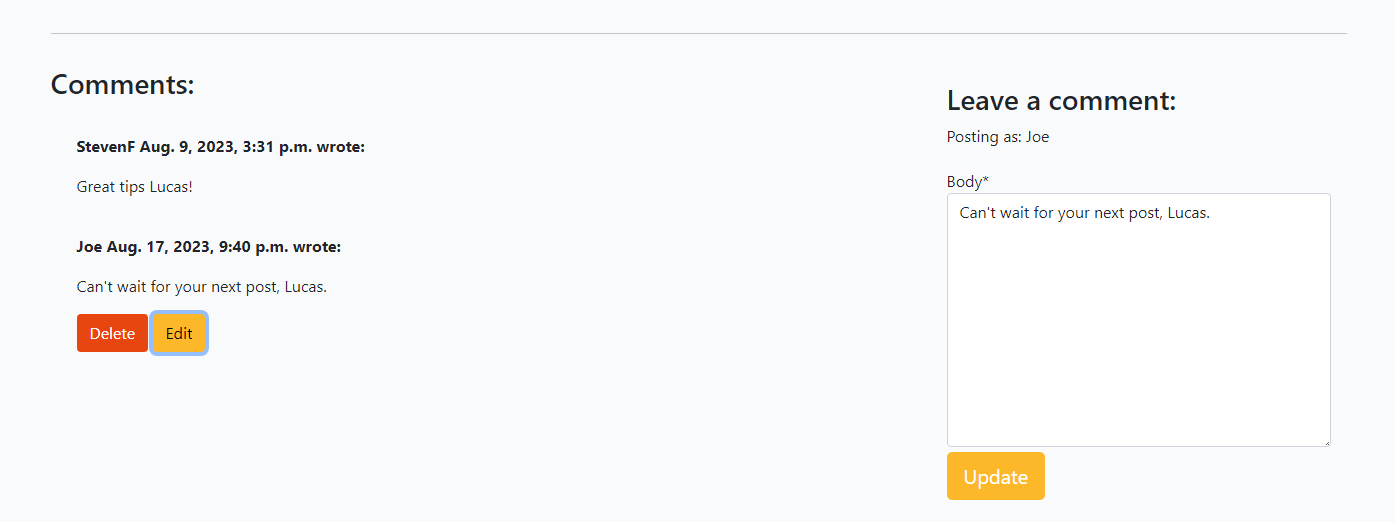 Comments:
StevenF Aug. 9, 2023, 3:31 p.m. wrote:
Great tips Lucas!
Joe Aug. 17, 2023, 9:40 p.m. wrote:
Can't wait for your next post, Lucas.
Delete Edit
Leave a comment:
Posting as: Joe
Body*
Can't wait for your next post, Lucas.
Update